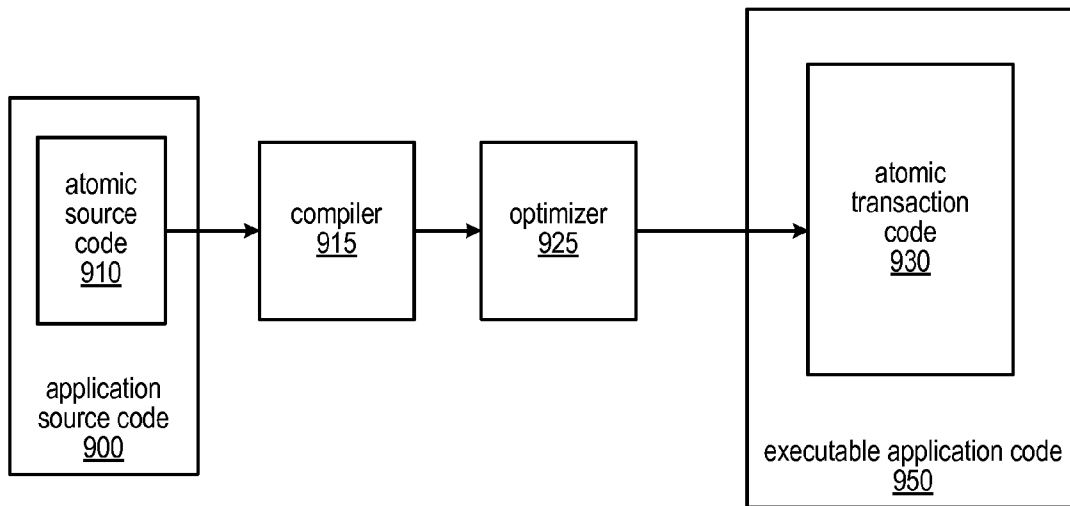 atomic
source
code
910
application
source code
900
compiler
915
optimizer
925
atomic
transaction
code
930
executable application code
950